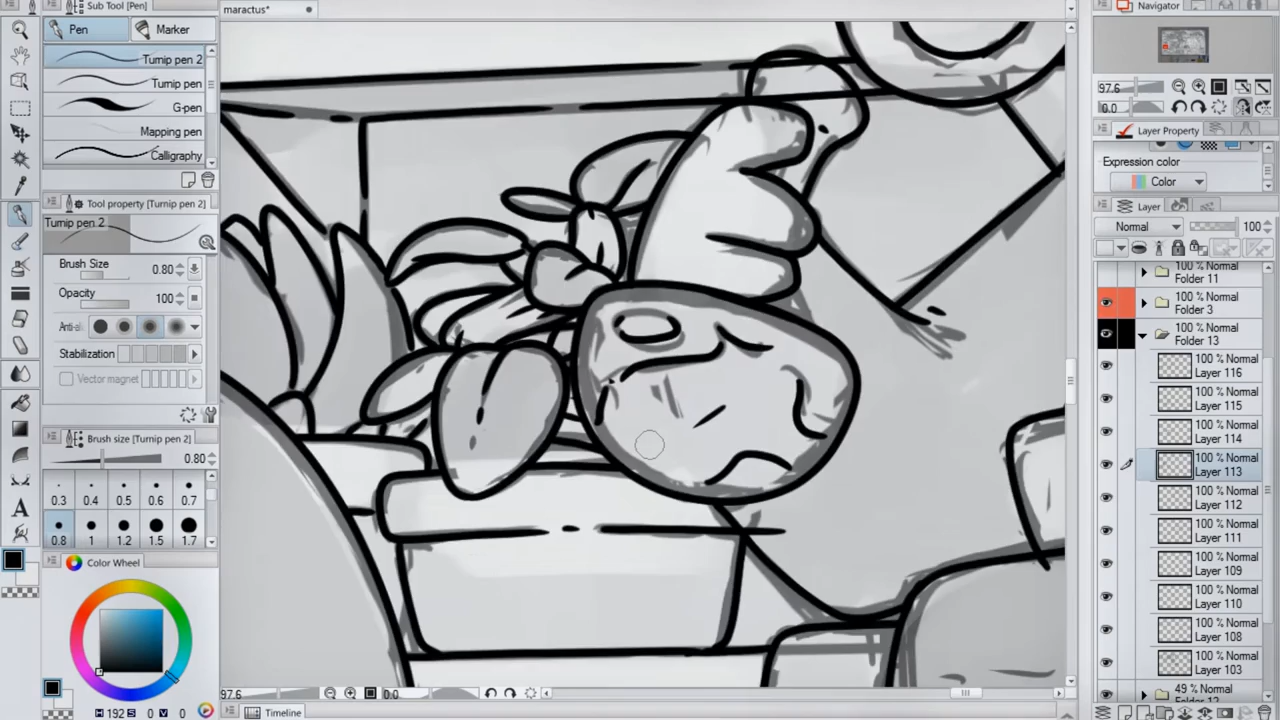 Sub Tool [Pen]
maractus*
Navigator
Pen
Marker
Turnip pen 2
Turnip pen
G-pen
Mapping pen
Calligraphy
Tool property [Turnip pen 2]
Turnip pen 2
Brush Size 0.80
Opacity 100
Anti-ali
Stabilization
Vector magnet
Brush size [Turnip pen 2]
0.80
0.3 0.4 0.5 0.6 0.7
0.8 1 1.2 1.5 1.7
Color Wheel
H 192 S 0 V 0
97.6
0.0
Timeline
97.6
0.0
Layer Property
Expression color
Color
Layer
Normal 100
100 % Normal
Folder 11
100 % Normal
Folder 3
100 % Normal
Folder 13
100 % Normal
Layer 116
100 % Normal
Layer 115
100 % Normal
Layer 114
100 % Normal
Layer 113
100 % Normal
Layer 112
100 % Normal
Layer 111
100 % Normal
Layer 109
100 % Normal
Layer 110
100 % Normal
Layer 108
100 % Normal
Layer 103
49 % Normal
Folder 12